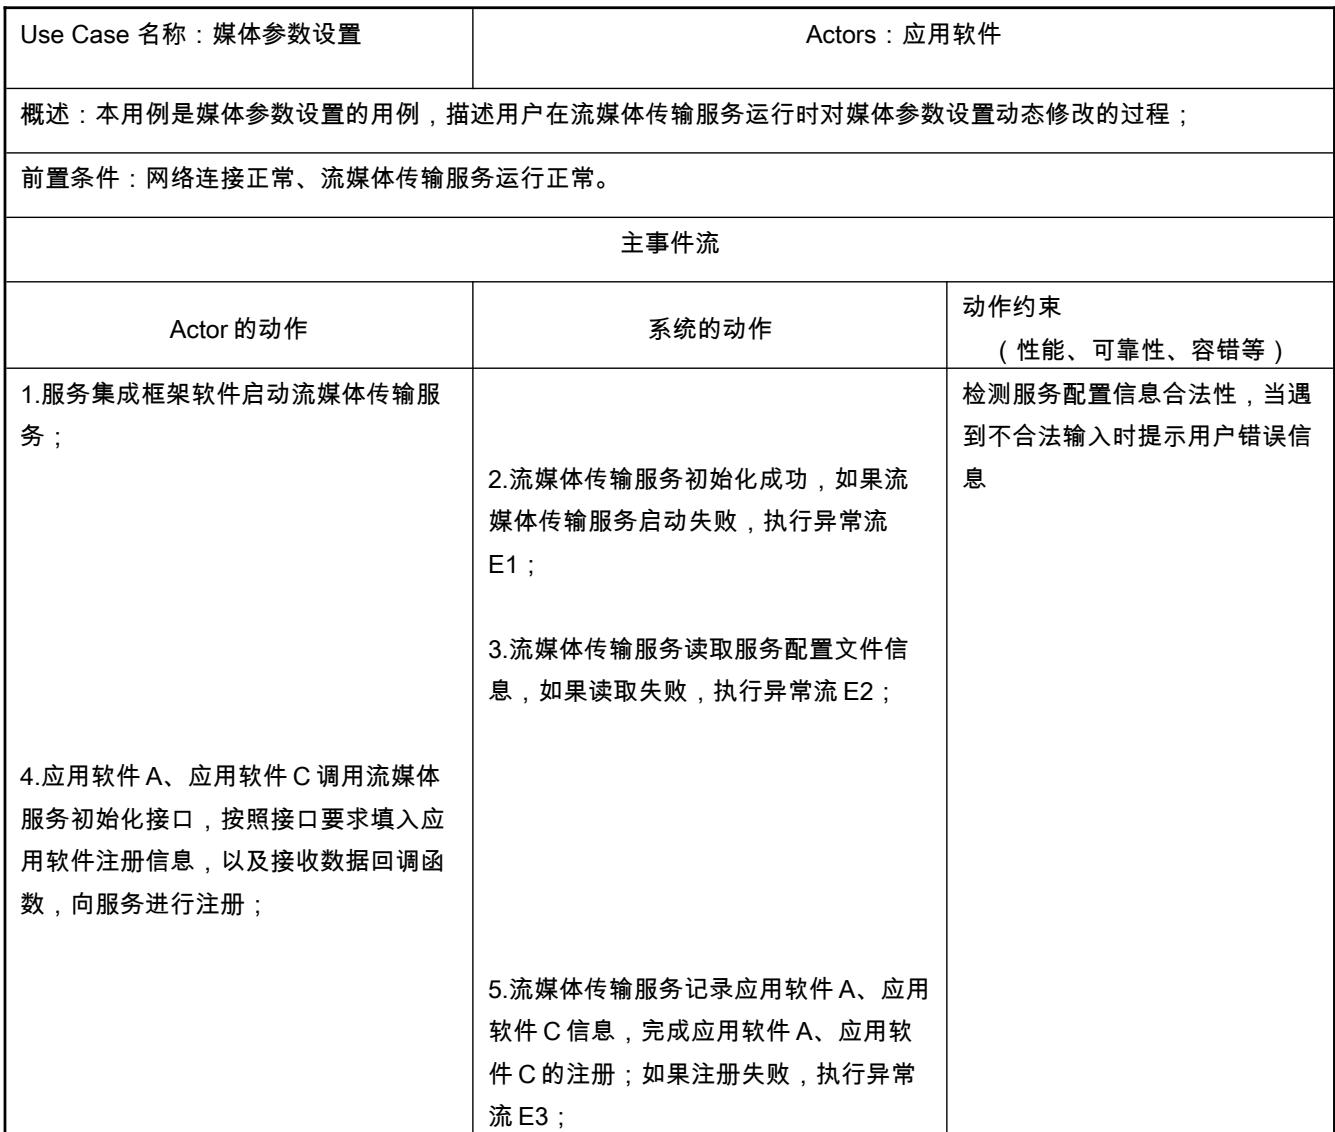 Use Case 名称：媒体参数设置
Actors：应用软件
概述：本用例是媒体参数设置的用例，描述用户在流媒体传输服务运行时对媒体参数设置动态修改的过程；
前置条件：网络连接正常、流媒体传输服务运行正常。
主事件流
Actor 的动作
系统的动作
动作约束
（性能、可靠性、容错等）
1.服务集成框架软件启动流媒体传输服
务；
2.流媒体传输服务初始化成功，如果流
媒体传输服务启动失败，执行异常流
E1；
3.流媒体传输服务读取服务配置文件信
息，如果读取失败，执行异常流 E2；
4.应用软件 A、应用软件 C 调用流媒体
服务初始化接口，按照接口要求填入应
用软件注册信息，以及接收数据回调函
数，向服务进行注册；
5.流媒体传输服务记录应用软件 A、应用
软件 C 信息，完成应用软件 A、应用软
件 C 的注册；如果注册失败，执行异常
流 E3；
检测服务配置信息合法性，当遇
到不合法输入时提示用户错误信
息